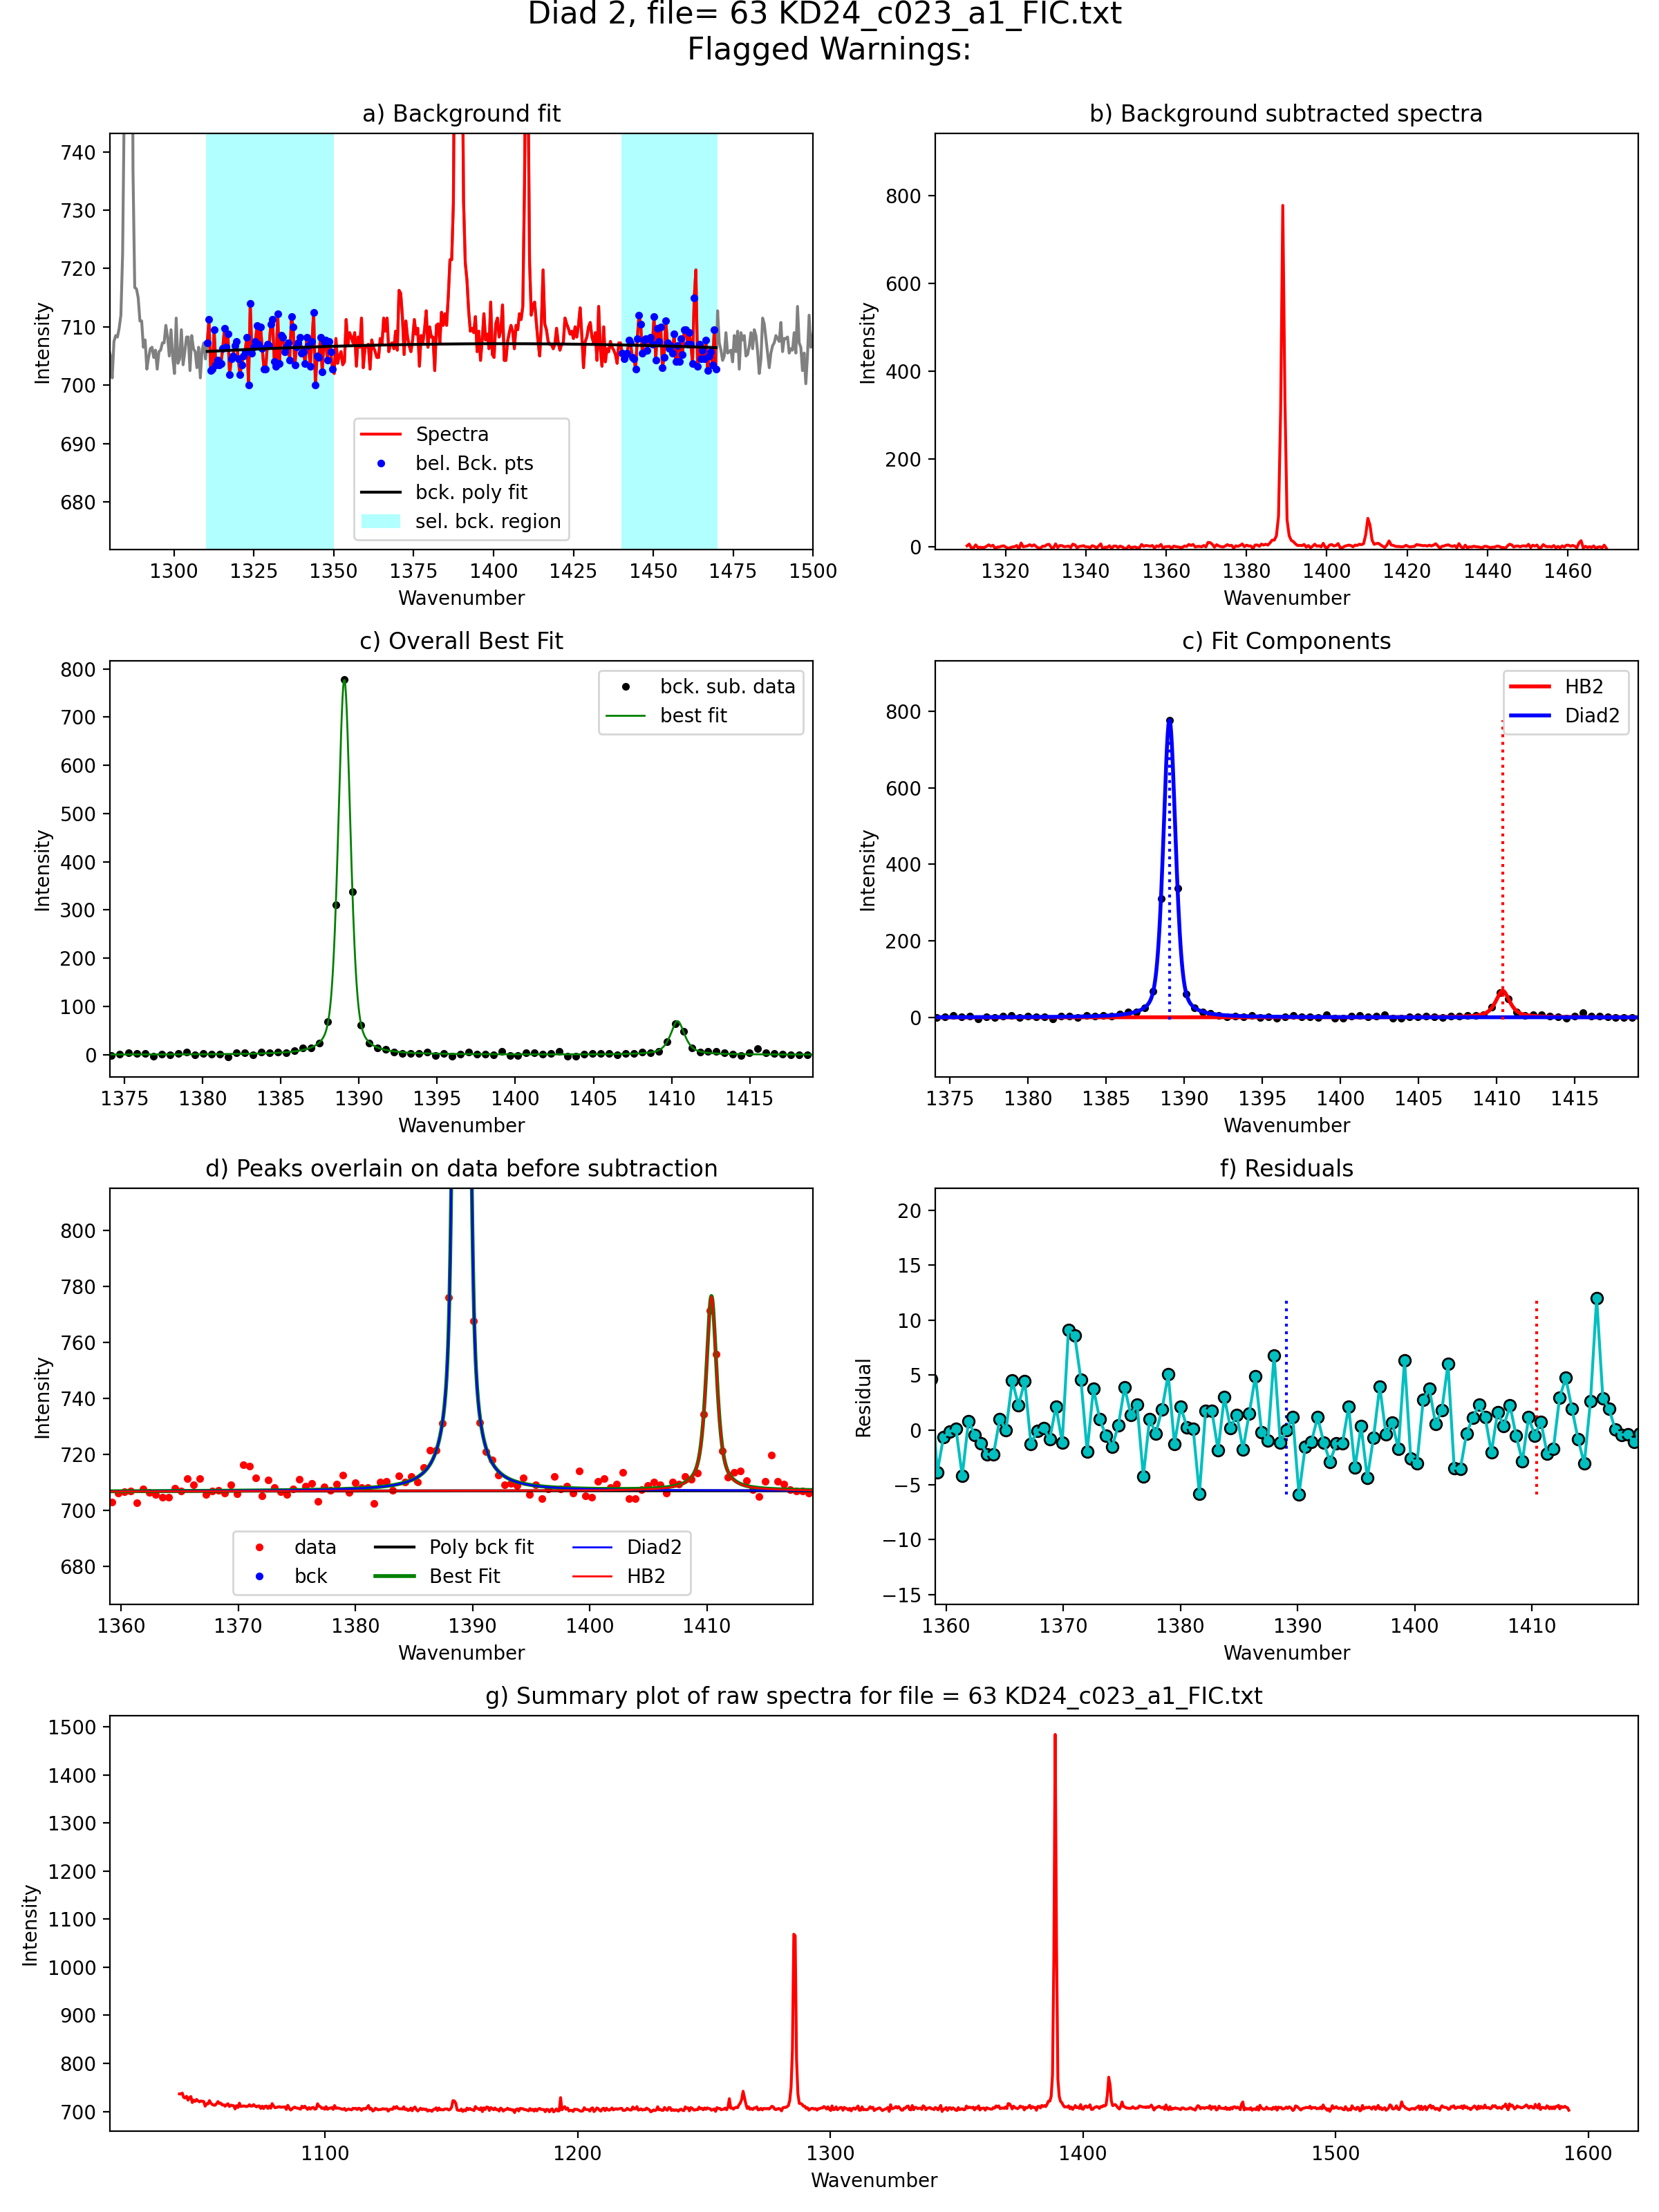 Diad 2, file= 63 KD24_c023_a1_FIC.txt
Flagged Warnings:
a) Background fit
740
730
720
710
700
690
680
Intensity
Spectra
bel. Bck. pts
bck. poly fit
sel. bck. region
1300 1325 1350 1375 1400 1425 1450 1475 1500
Wavenumber
b) Background subtracted spectra
800
600
400
200
0
Intensity
1320 1340 1360 1380 1400 1420 1440 1460
Wavenumber
c) Overall Best Fit
800
700
600
500
400
300
200
100
0
Intensity
bck. sub. data
best fit
1375 1380 1385 1390 1395 1400 1405 1410 1415
Wavenumber
c) Fit Components
800
600
400
200
0
Intensity
HB2
Diad2
1375 1380 1385 1390 1395 1400 1405 1410 1415
Wavenumber
d) Peaks overlain on data before subtraction
800
780
760
740
720
700
680
Intensity
data
bck
Poly bck fit
Best Fit
Diad2
HB2
1360 1370 1380 1390 1400 1410
Wavenumber
f) Residuals
20
15
10
5
0
−5
−10
−15
Residual
1360 1370 1380 1390 1400 1410
Wavenumber
g) Summary plot of raw spectra for file = 63 KD24_c023_a1_FIC.txt
1500
1400
1300
1200
1100
1000
900
800
700
Intensity
1100 1200 1300 1400 1500 1600
Wavenumber